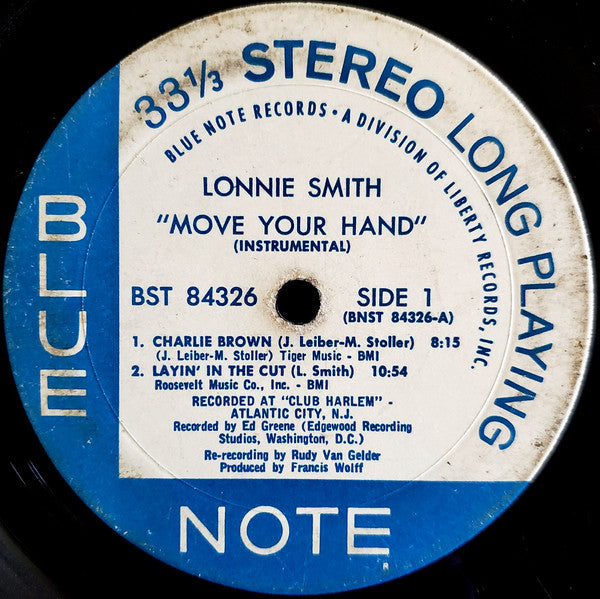 33⅓ STEREO LONG PLAYING
BLUE NOTE RECORDS • A DIVISION OF LIBERTY RECORDS, INC.
LONNIE SMITH
"MOVE YOUR HAND"
(INSTRUMENTAL)
BST 84326 SIDE 1
(BNST 84326-A)
1. CHARLIE BROWN (J. Leiber-M. Stoller) 8:15
(J. Leiber-M. Stoller) Tiger Music - BMI
2. LAYIN' IN THE CUT (L. Smith) 10:54
Roosevelt Music Co., Inc. - BMI
RECORDED AT "CLUB HARLEM" -
ATLANTIC CITY, N.J.
Recorded by Ed Greene (Edgewood Recording
Studios, Washington, D.C.)
Re-recording by Rudy Van Gelder
Produced by Francis Wolff
BLUE
NOTE